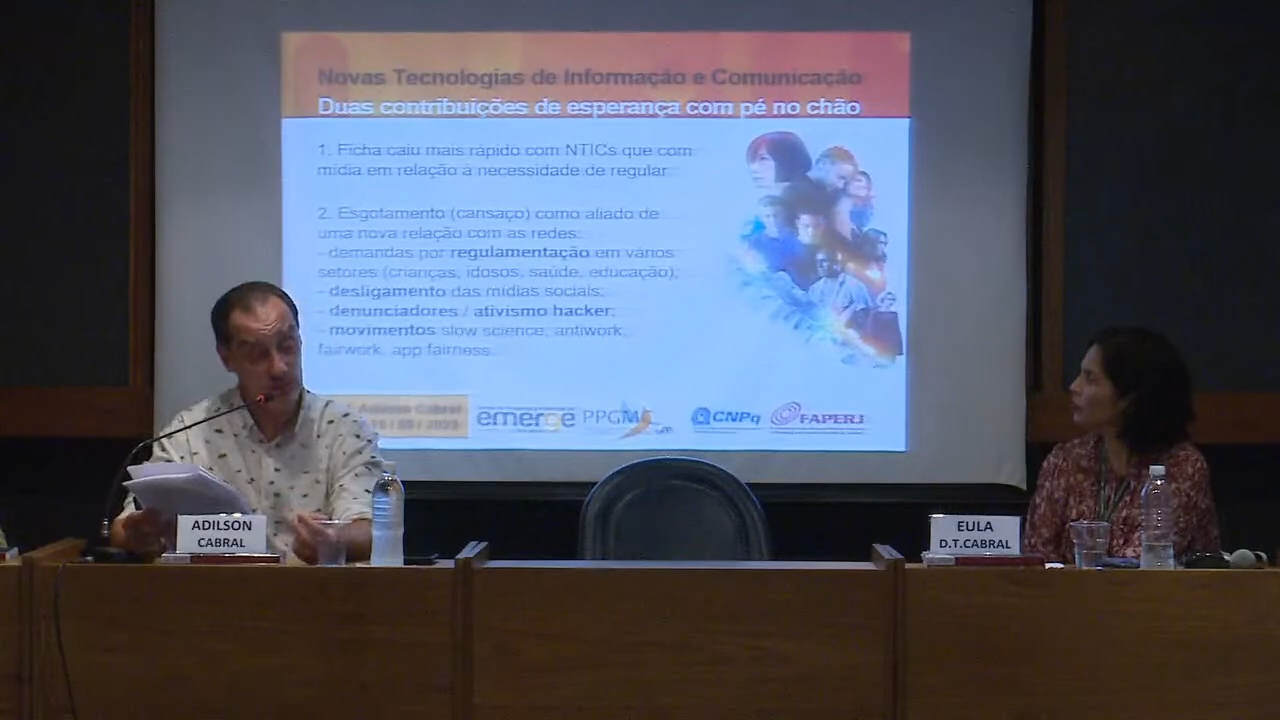 Novas Tecnologias de Informação e Comunicação
Duas contribuições de esperança com pé no chão
1. Ficha caiu mais rápido com NTICs que com
mídia em relação à necessidade de regular.
2. Esgotamento (cansaço) como aliado de
uma nova relação com as redes:
- demandas por regulamentação em vários
setores (crianças, idosos, saúde, educação);
- desligamento das mídias sociais;
- denunciadores / ativismo hacker;
- movimentos slow science, antiwork,
fairwork, app fairness.
Adilson Cabral
emerge
PPGM
CNPq
FAPERJ
ADILSON
CABRAL
EULA
D.T.CABRAL